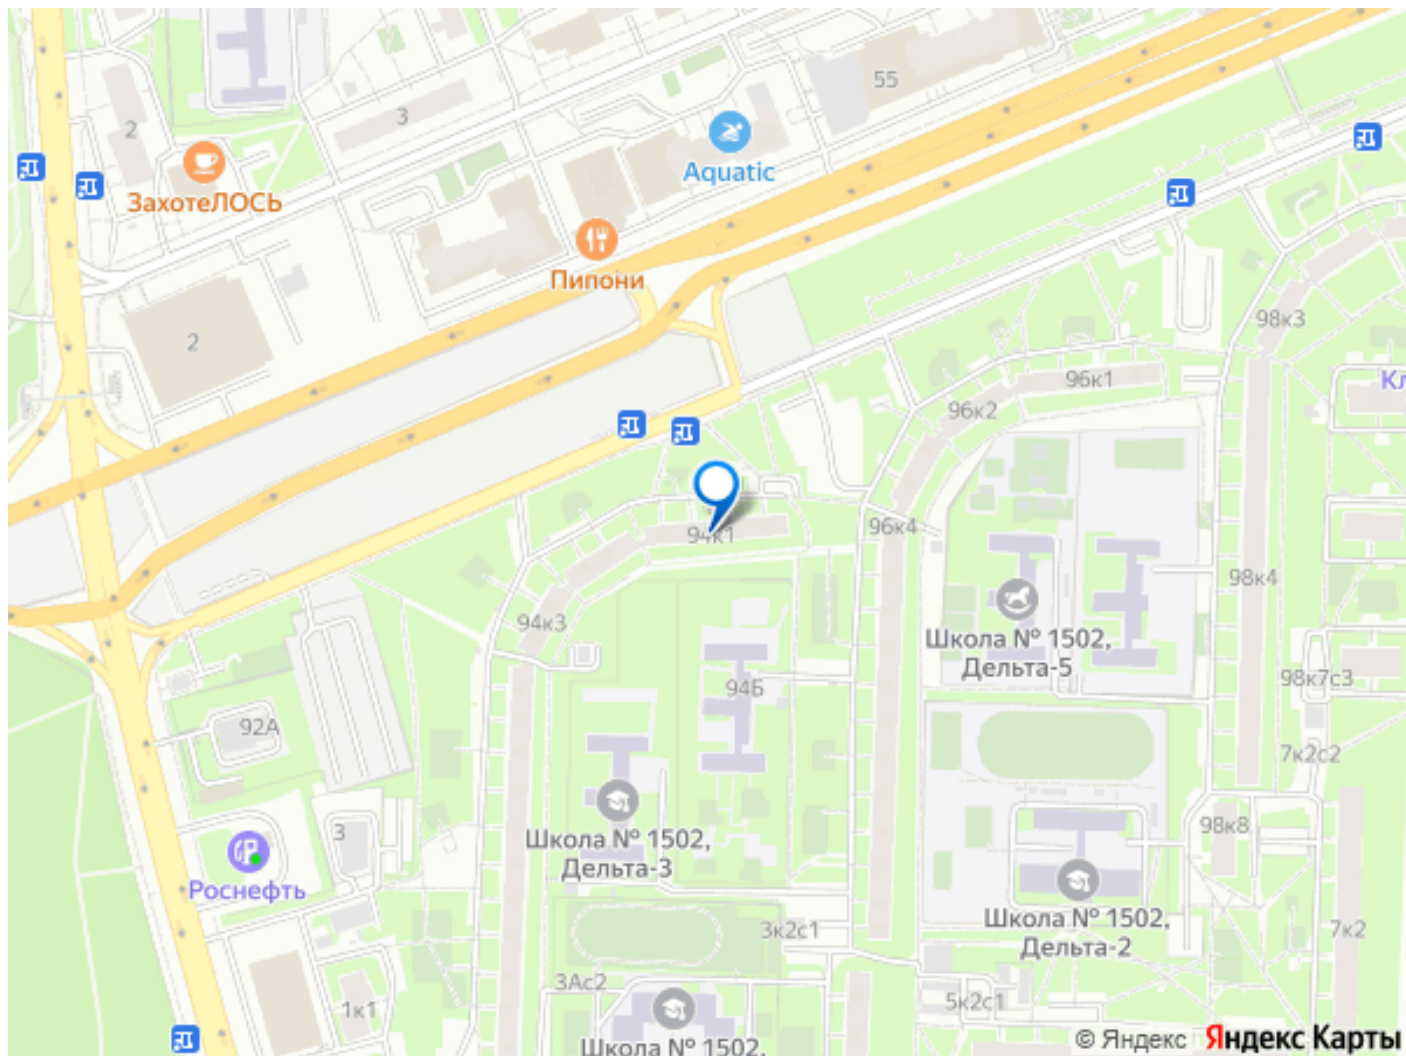 55
2
3
Aquatic
ЗахотеЛОСЬ
Пипони
2
98к3
96к1
Кл
96к2
96к4
94к1
98к4
94к3
Школа № 1502,
Дельта-5
94Б
98к7с3
92А
7к2с2
Школа № 1502,
Дельта-3
3
98к8
Роснефть
Школа № 1502,
Дельта-2
3к2с1
7к2
3Ас2
5к2с1
1к1
Школа № 1502,
© Яндекс Яндекс Карты